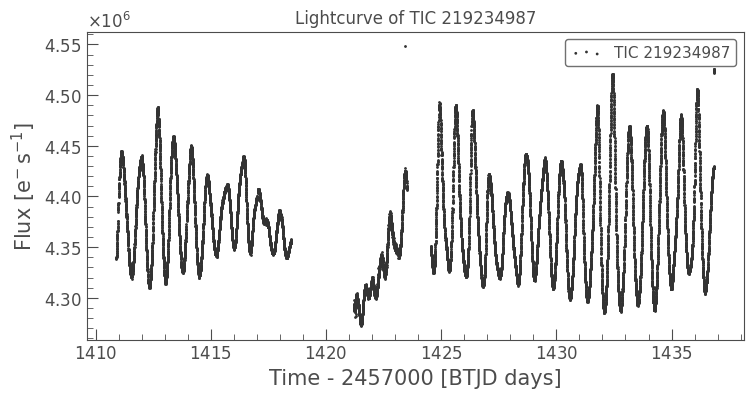 Lightcurve of TIC 219234987
×10⁶
TIC 219234987
4.55
4.50
4.45
4.40
4.35
4.30
Flux [e⁻ s⁻¹]
1410 1415 1420 1425 1430 1435
Time - 2457000 [BTJD days]